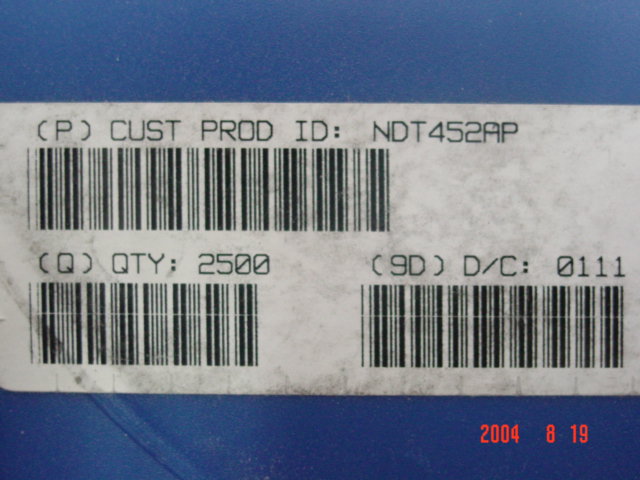 (P) CUST PROD ID: NDT452AP
(Q) QTY: 2500 (9D) D/C: 0111
2004 8 19